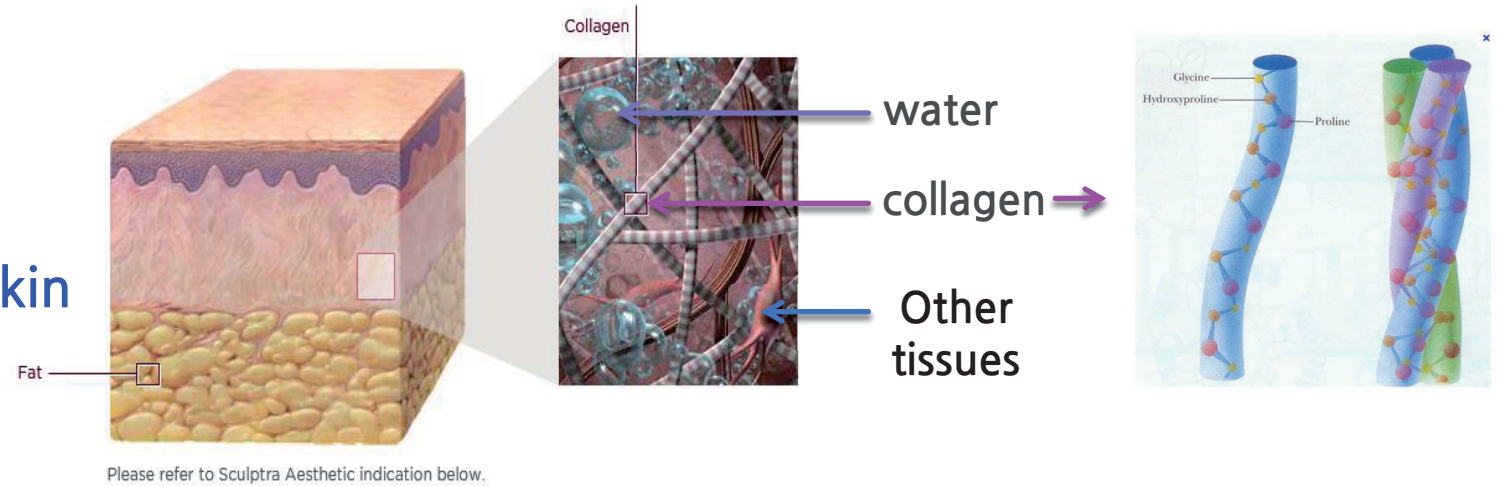 Collagen
water
collagen
Other
tissues
kin
Fat
Please refer to Sculptra Aesthetic indication below.
Glycine
Hydroxyproline
Proline
×